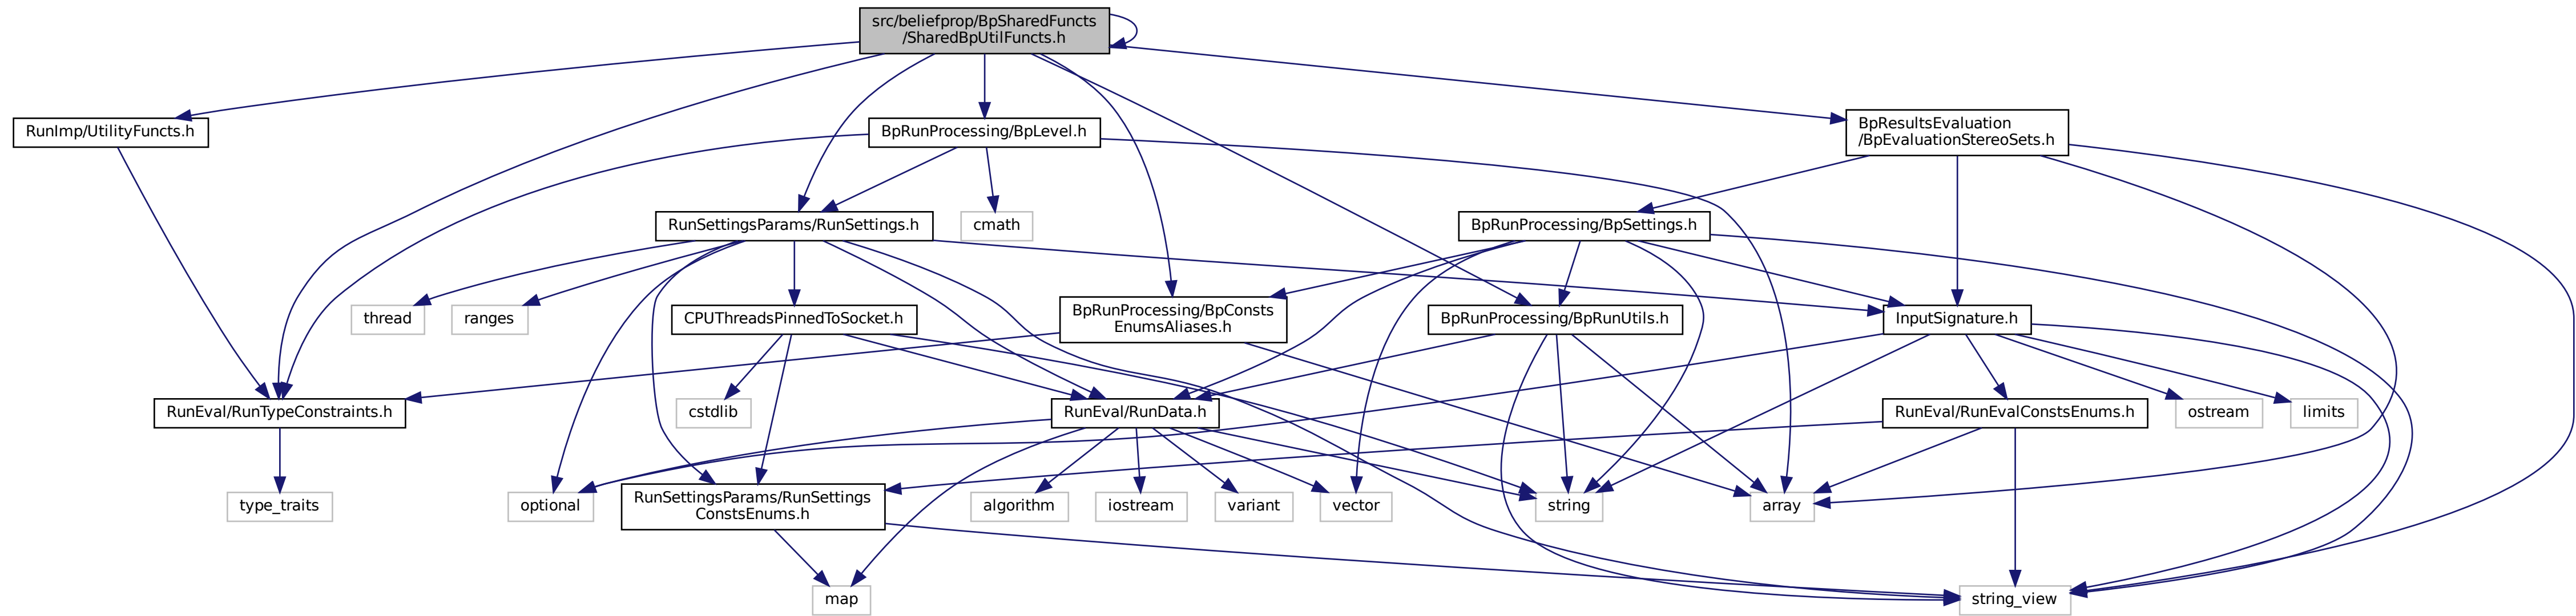 src/beliefprop/BpSharedFuncts
/SharedBpUtilFuncts.h
RunImp/UtilityFuncts.h
BpRunProcessing/BpLevel.h
BpResultsEvaluation
/BpEvaluationStereoSets.h
RunSettingsParams/RunSettings.h
cmath
BpRunProcessing/BpSettings.h
thread
ranges
CPUThreadsPinnedToSocket.h
BpRunProcessing/BpConsts
EnumsAliases.h
BpRunProcessing/BpRunUtils.h
InputSignature.h
RunEval/RunTypeConstraints.h
cstdlib
RunEval/RunData.h
RunEval/RunEvalConstsEnums.h
ostream
limits
type_traits
optional
RunSettingsParams/RunSettings
ConstsEnums.h
algorithm
iostream
variant
vector
string
array
map
string_view